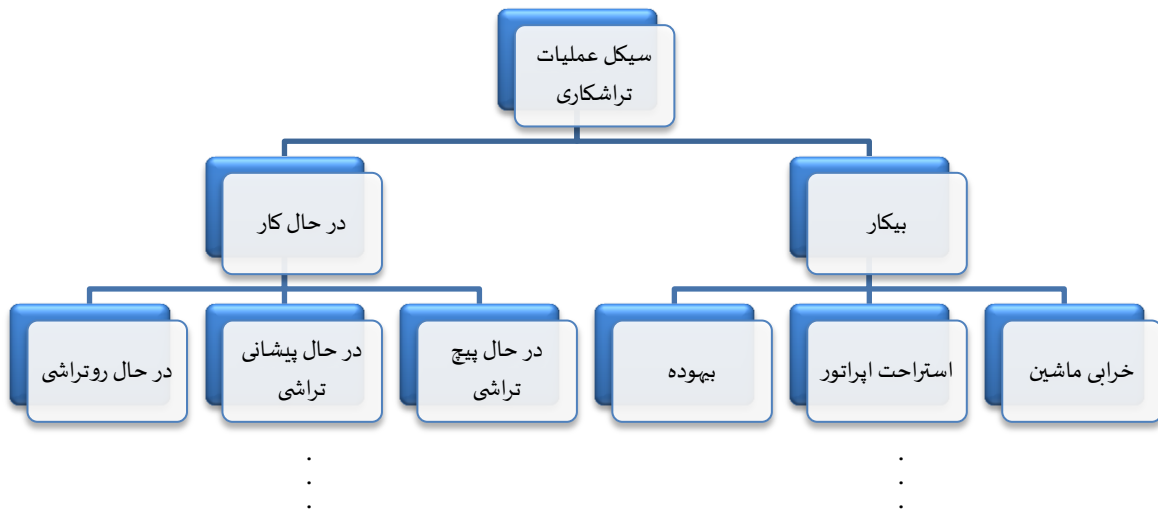 سیکل عملیات
تراشکاری
بیکار
در حال کار
خرابی ماشین
استراحت اپراتور
بیهوده
در حال پیچ
تراشی
در حال پیشانی
تراشی
در حال روتراشی